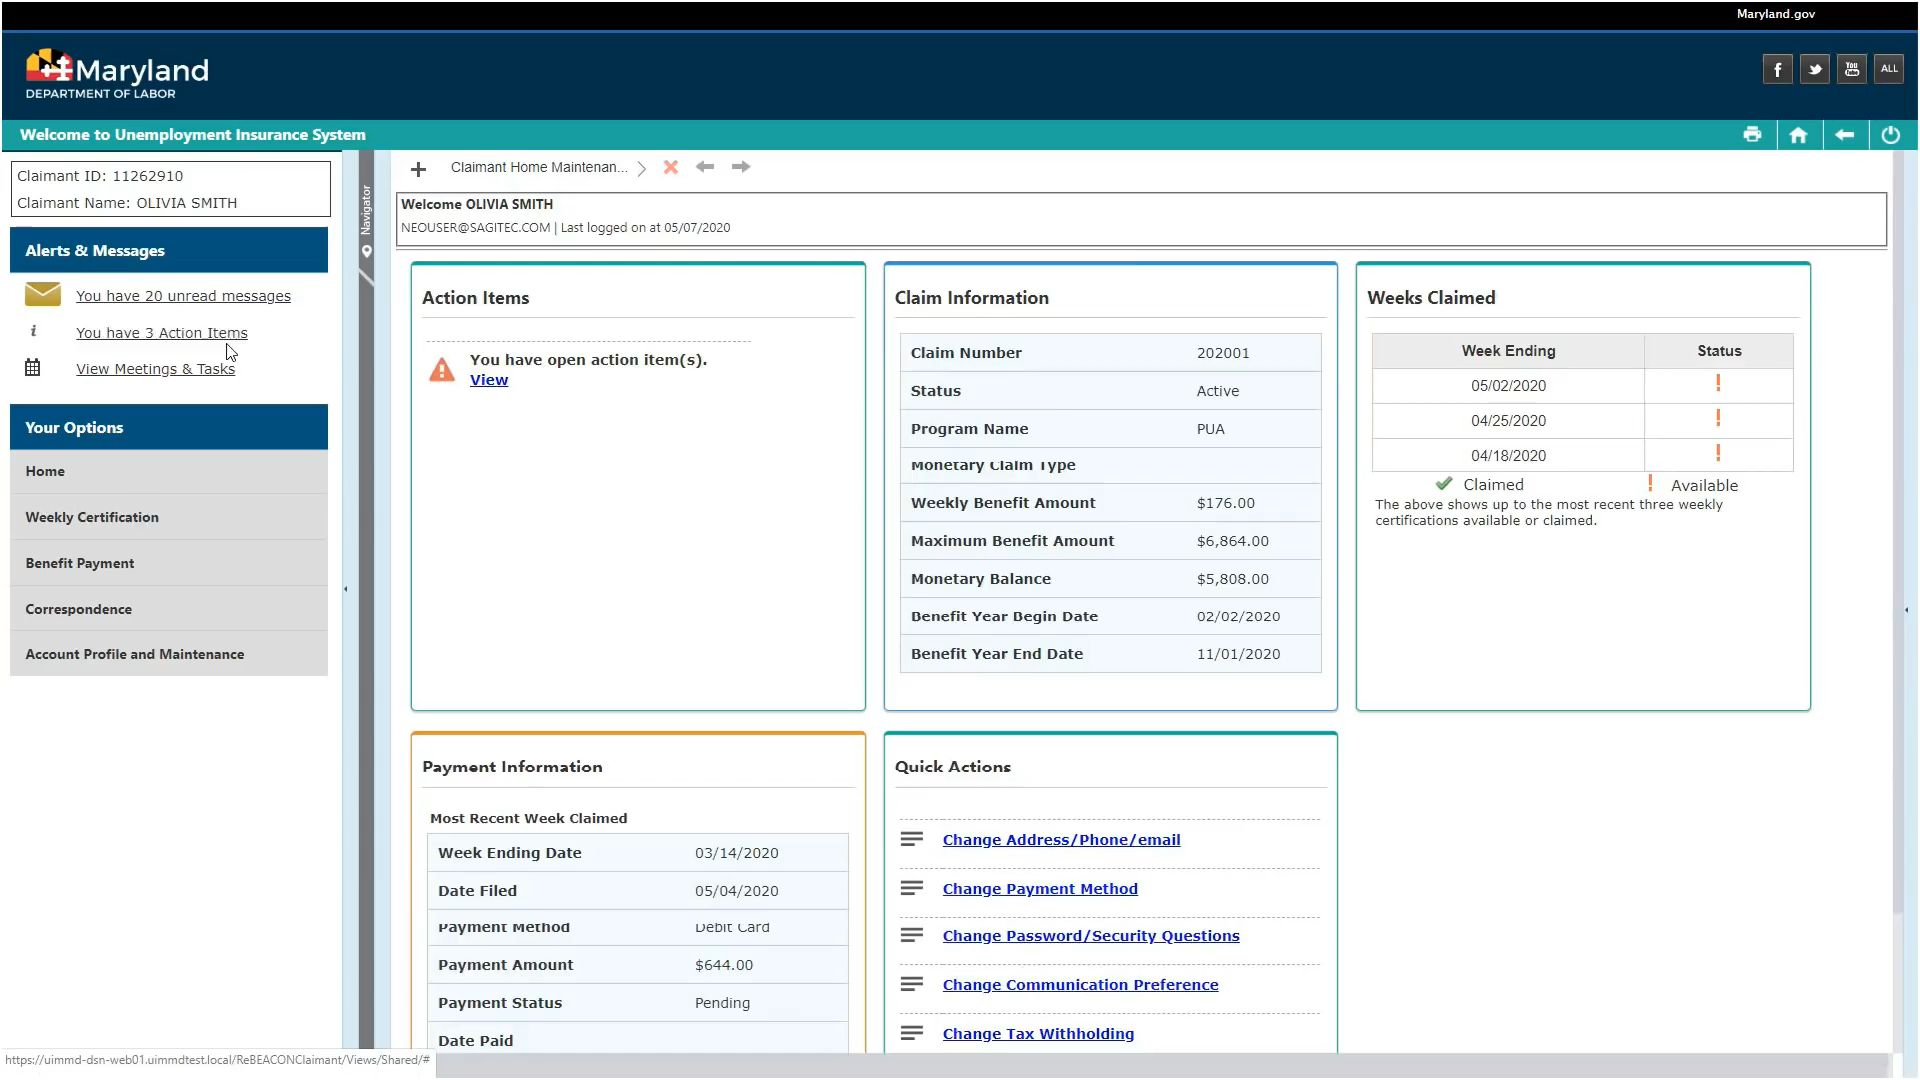 Maryland.gov
Maryland
DEPARTMENT OF LABOR
f
You
ALL
Welcome to Unemployment Insurance System
Claimant ID: 11262910
Claimant Name: OLIVIA SMITH
Alerts & Messages
You have 20 unread messages
i You have 3 Action Items
View Meetings & Tasks
Your Options
Home
Weekly Certification
Benefit Payment
Correspondence
Account Profile and Maintenance
Navigator
Claimant Home Maintenan...
Welcome OLIVIA SMITH
NEOUSER@SAGITEC.COM | Last logged on at 05/07/2020
Action Items
You have open action item(s).
View
Claim Information
Claim Number 202001
Status Active
Program Name PUA
Monetary Claim Type
Weekly Benefit Amount $176.00
Maximum Benefit Amount $6,864.00
Monetary Balance $5,808.00
Benefit Year Begin Date 02/02/2020
Benefit Year End Date 11/01/2020
Weeks Claimed
Week Ending Status
05/02/2020 !
04/25/2020 !
04/18/2020 !
Claimed ! Available
The above shows up to the most recent three weekly
certifications available or claimed.
Payment Information
Most Recent Week Claimed
Week Ending Date 03/14/2020
Date Filed 05/04/2020
Payment Method Debit Card
Payment Amount $644.00
Payment Status Pending
Date Paid
Quick Actions
Change Address/Phone/email
Change Payment Method
Change Password/Security Questions
Change Communication Preference
Change Tax Withholding
https://uimmd-dsn-web01.uimmdtest.local/ReBEACONClaimant/Views/Shared/#